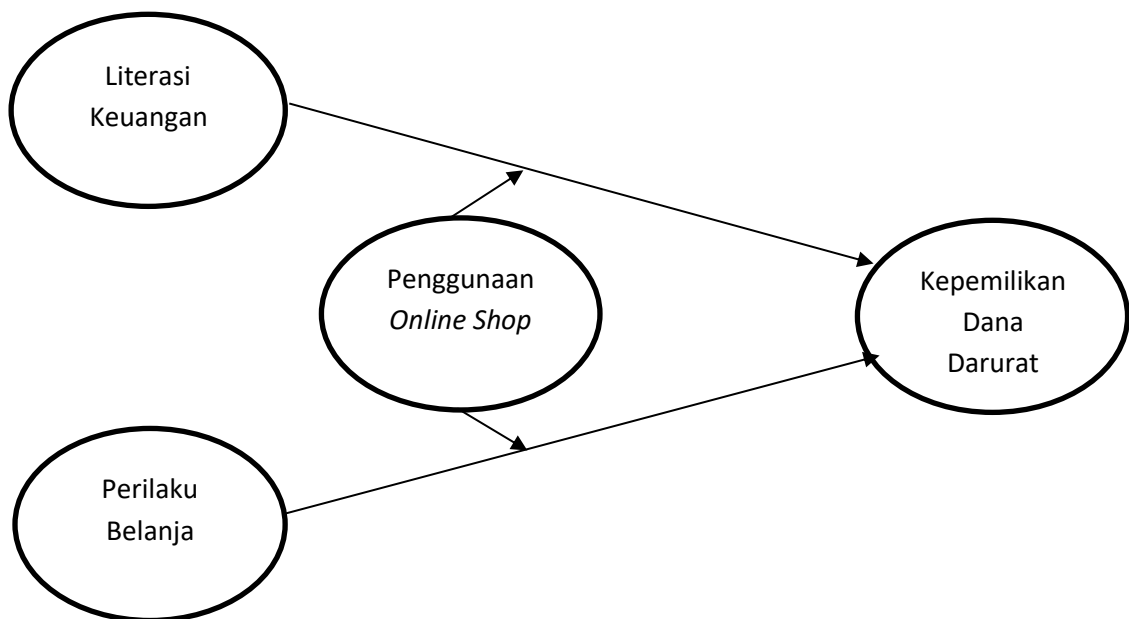 Literasi
Keuangan
Penggunaan
Online Shop
Kepemilikan
Dana
Darurat
Perilaku
Belanja